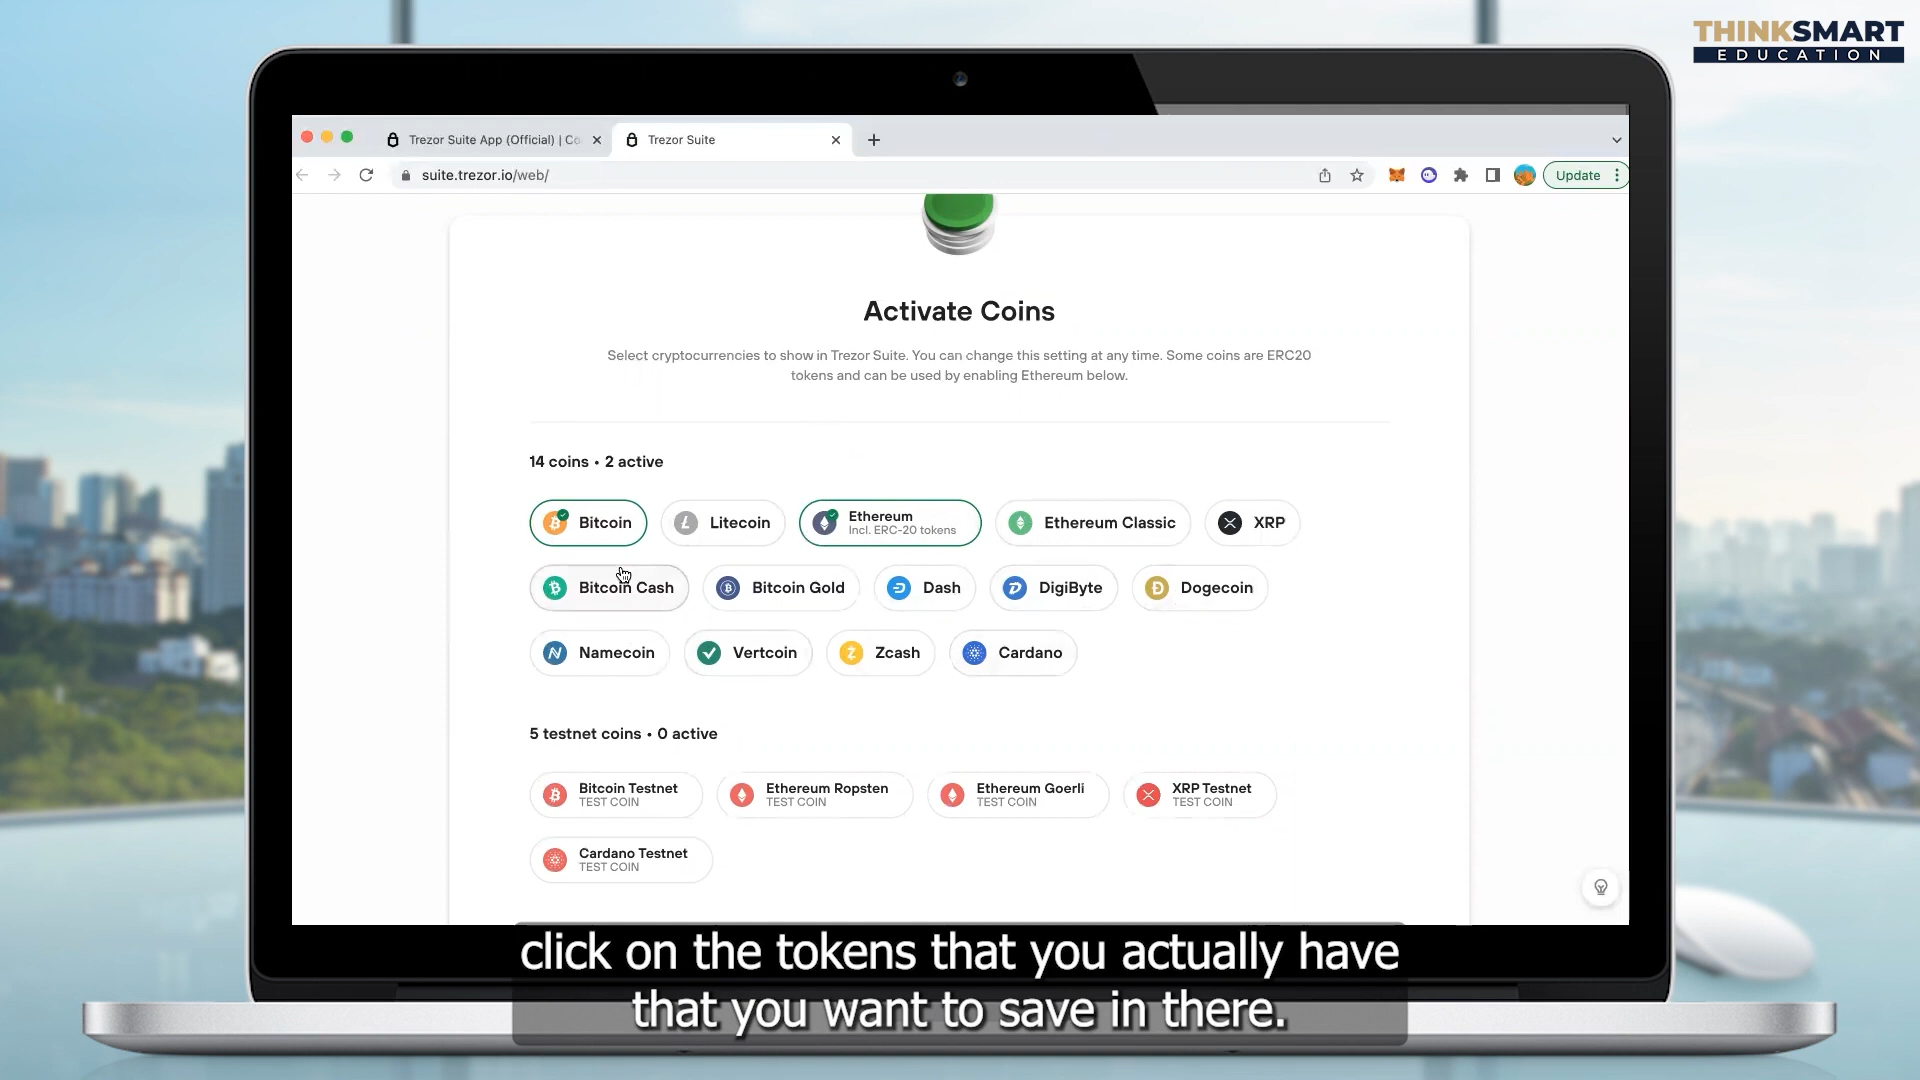 THINKSMART
EDUCATION
Trezor Suite App (Official) | Co
Trezor Suite
suite.trezor.io/web/
Update
Activate Coins
Select cryptocurrencies to show in Trezor Suite. You can change this setting at any time. Some coins are ERC20
tokens and can be used by enabling Ethereum below.
14 coins • 2 active
Bitcoin
Litecoin
Ethereum
Incl. ERC-20 tokens
Ethereum Classic
XRP
Bitcoin Cash
Bitcoin Gold
Dash
DigiByte
Dogecoin
Namecoin
Vertcoin
Zcash
Cardano
5 testnet coins • 0 active
Bitcoin Testnet
TEST COIN
Ethereum Ropsten
TEST COIN
Ethereum Goerli
TEST COIN
XRP Testnet
TEST COIN
Cardano Testnet
TEST COIN
click on the tokens that you actually have
that you want to save in there.